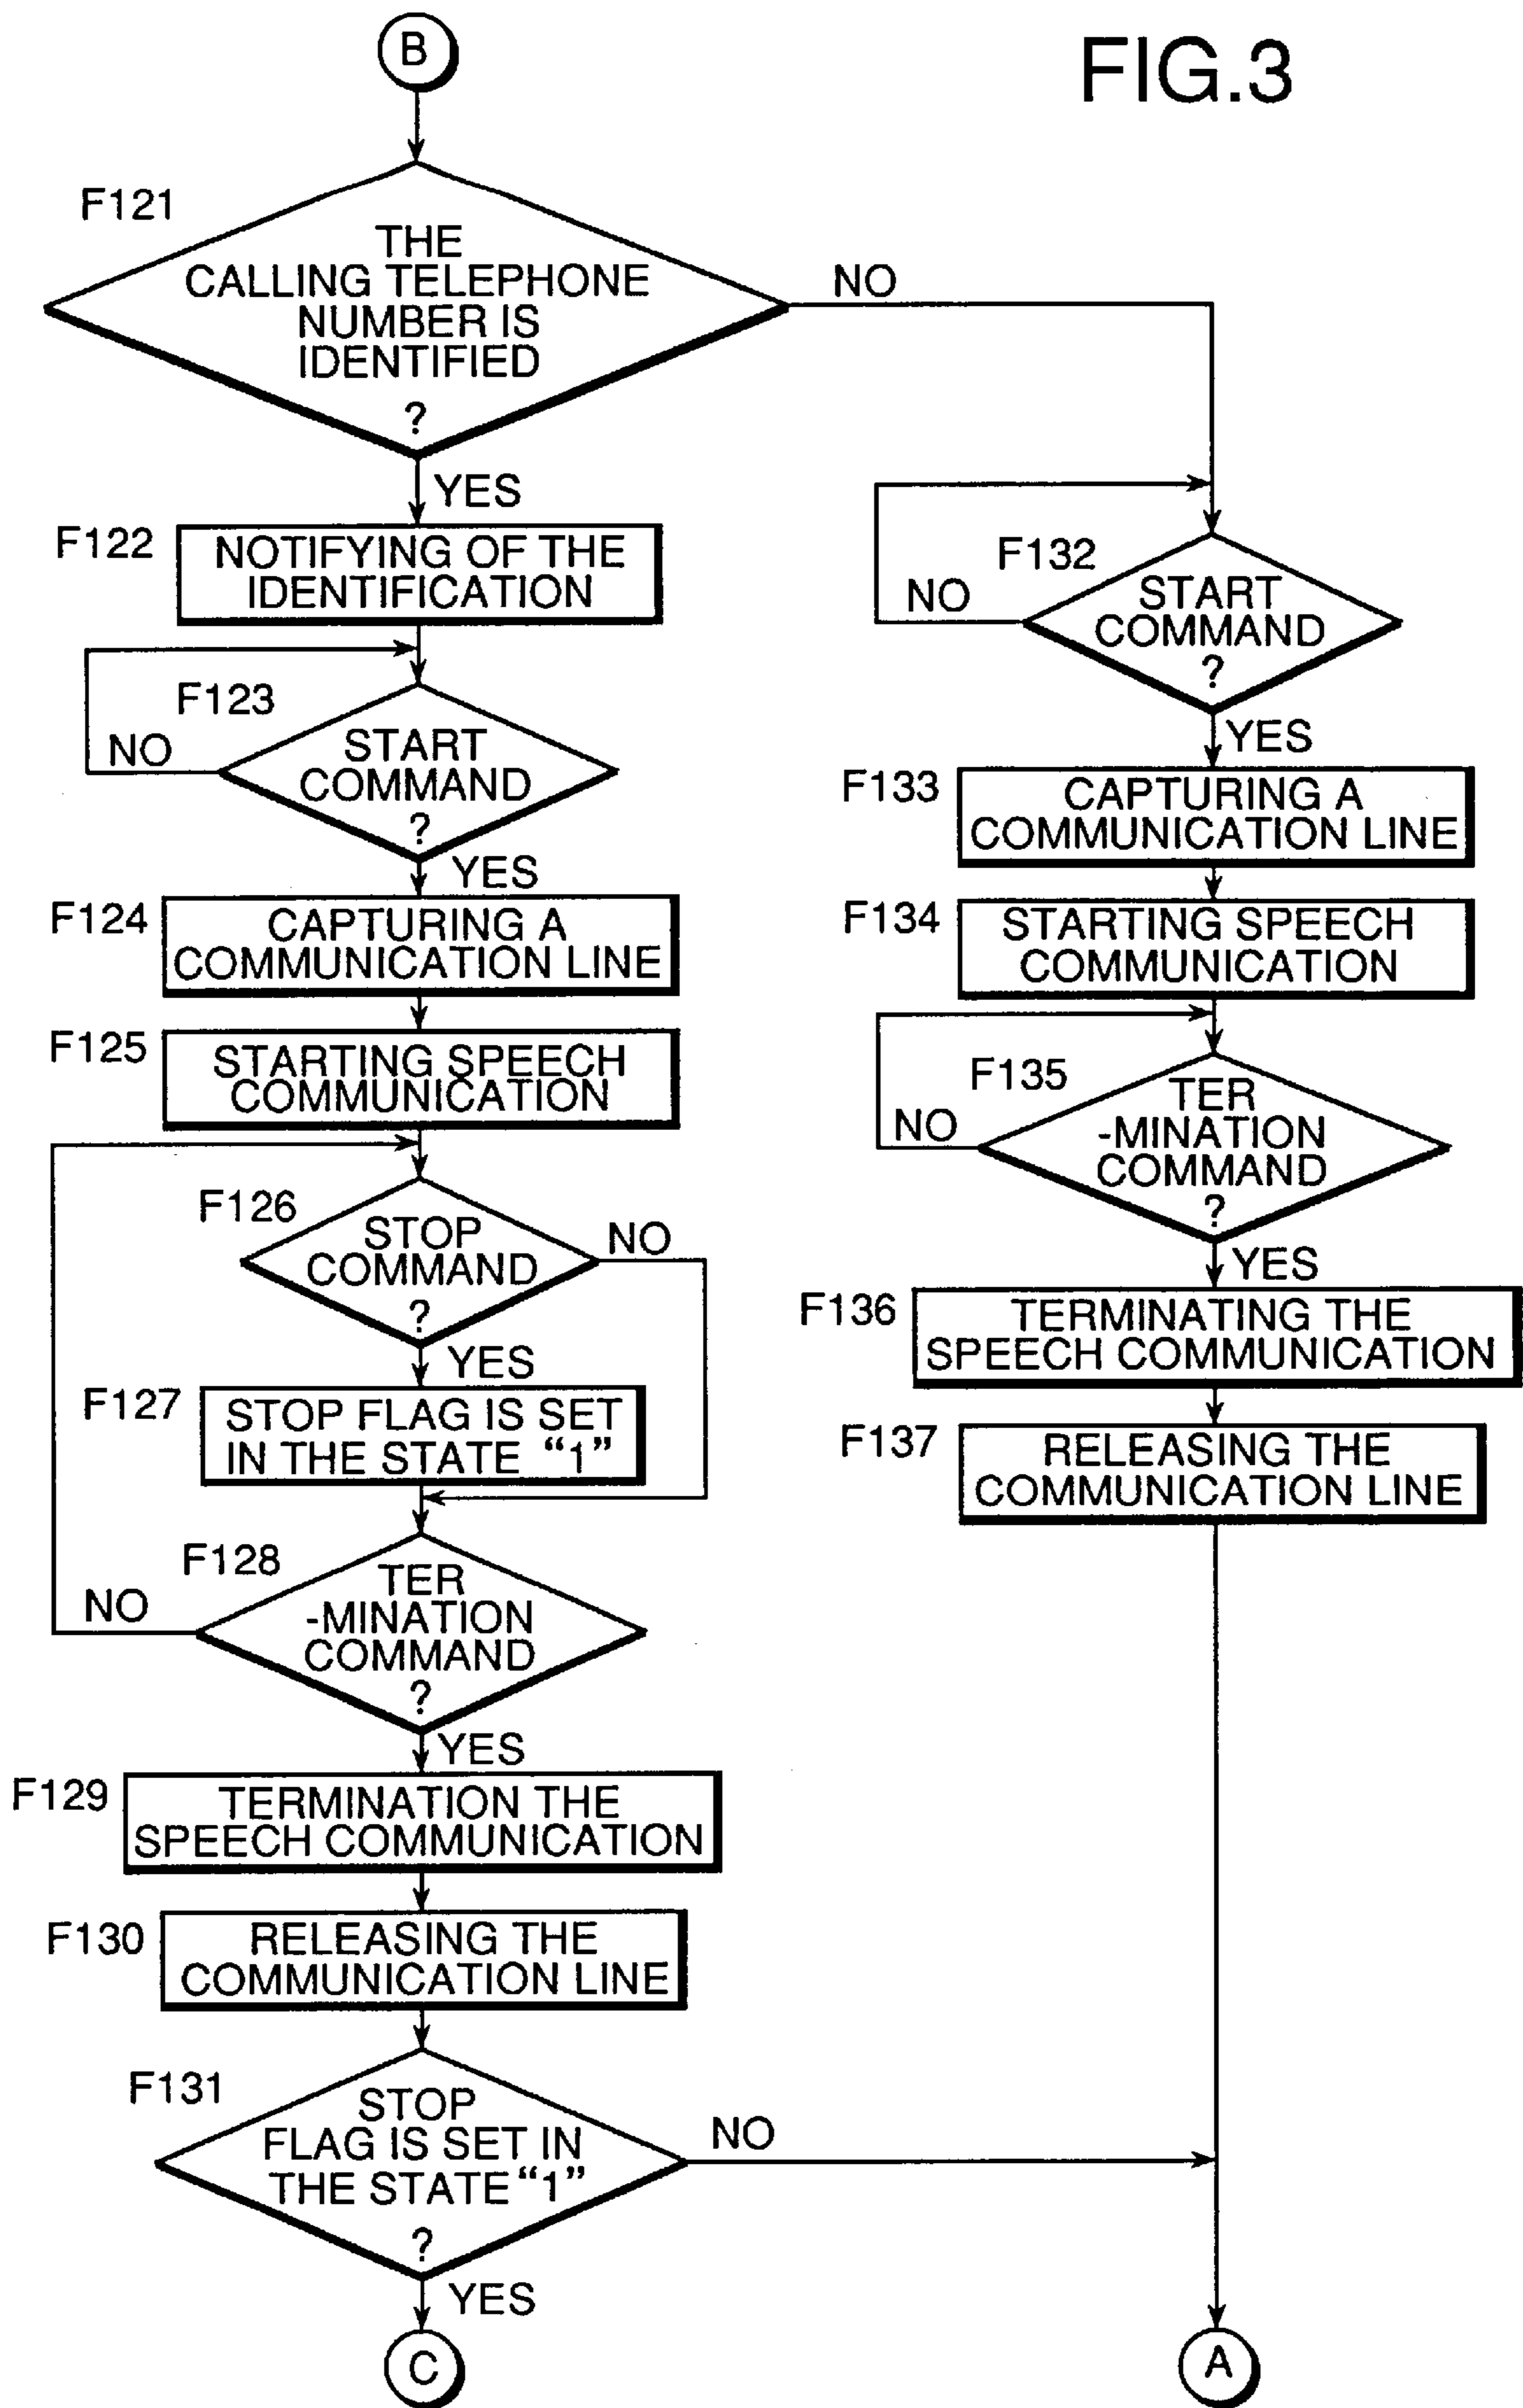 B
FIG.3
F121
THE
CALLING TELEPHONE
NUMBER IS
IDENTIFIED
?
NO
YES
F122
NOTIFYING OF THE
IDENTIFICATION
F123
NO
START
COMMAND
?
YES
F124
CAPTURING A
COMMUNICATION LINE
F125
STARTING SPEECH
COMMUNICATION
F126
STOP
COMMAND
?
NO
YES
F127
STOP FLAG IS SET
IN THE STATE “1”
F128
NO
TER
-MINATION
COMMAND
?
YES
F129
TERMINATION THE
SPEECH COMMUNICATION
F130
RELEASING THE
COMMUNICATION LINE
F131
STOP
FLAG IS SET IN
THE STATE “1”
?
NO
YES
C
F132
NO
START
COMMAND
?
YES
F133
CAPTURING A
COMMUNICATION LINE
F134
STARTING SPEECH
COMMUNICATION
F135
NO
TER
-MINATION
COMMAND
?
YES
F136
TERMINATING THE
SPEECH COMMUNICATION
F137
RELEASING THE
COMMUNICATION LINE
A